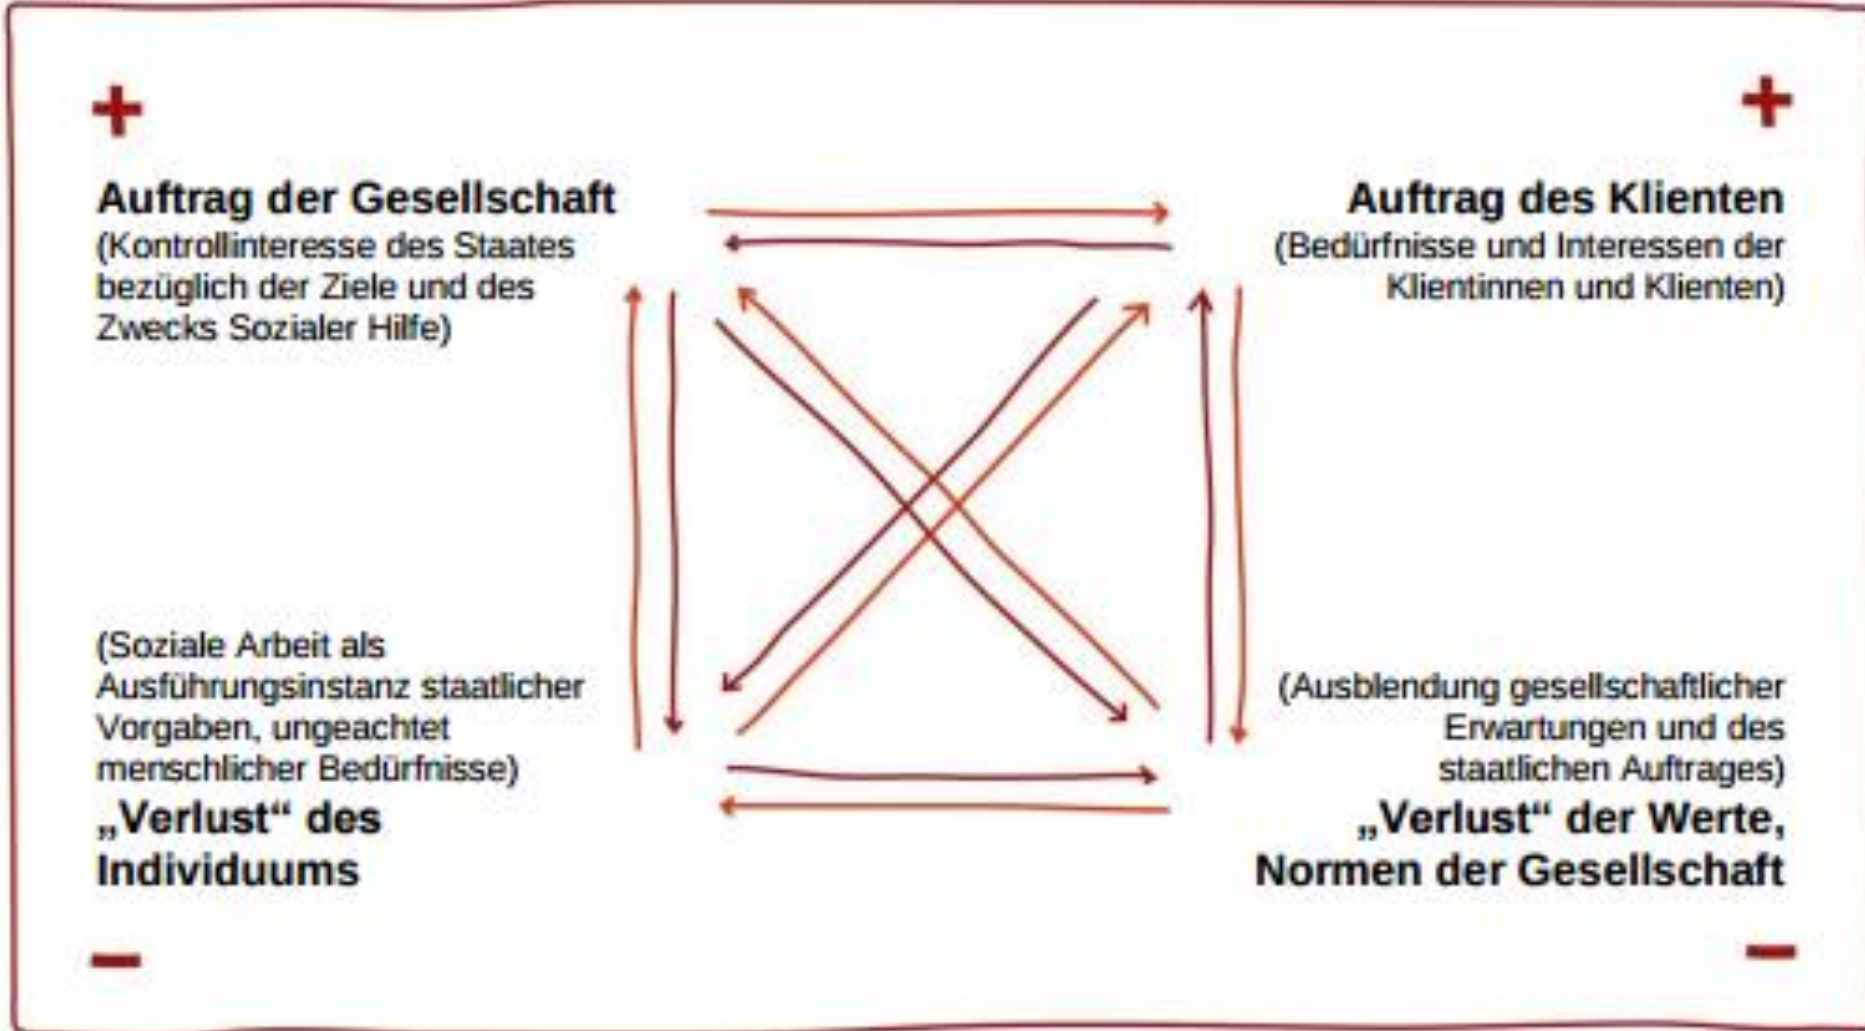 +
+
Auftrag der Gesellschaft
(Kontrollinteresse des Staates
bezüglich der Ziele und des
Zwecks Sozialer Hilfe)
Auftrag des Klienten
(Bedürfnisse und Interessen der
Klientinnen und Klienten)
(Soziale Arbeit als
Ausführungsinstanz staatlicher
Vorgaben, ungeachtet
menschlicher Bedürfnisse)
„Verlust“ des
Individuums
(Ausblendung gesellschaftlicher
Erwartungen und des
staatlichen Auftrages)
„Verlust“ der Werte,
Normen der Gesellschaft
−
−